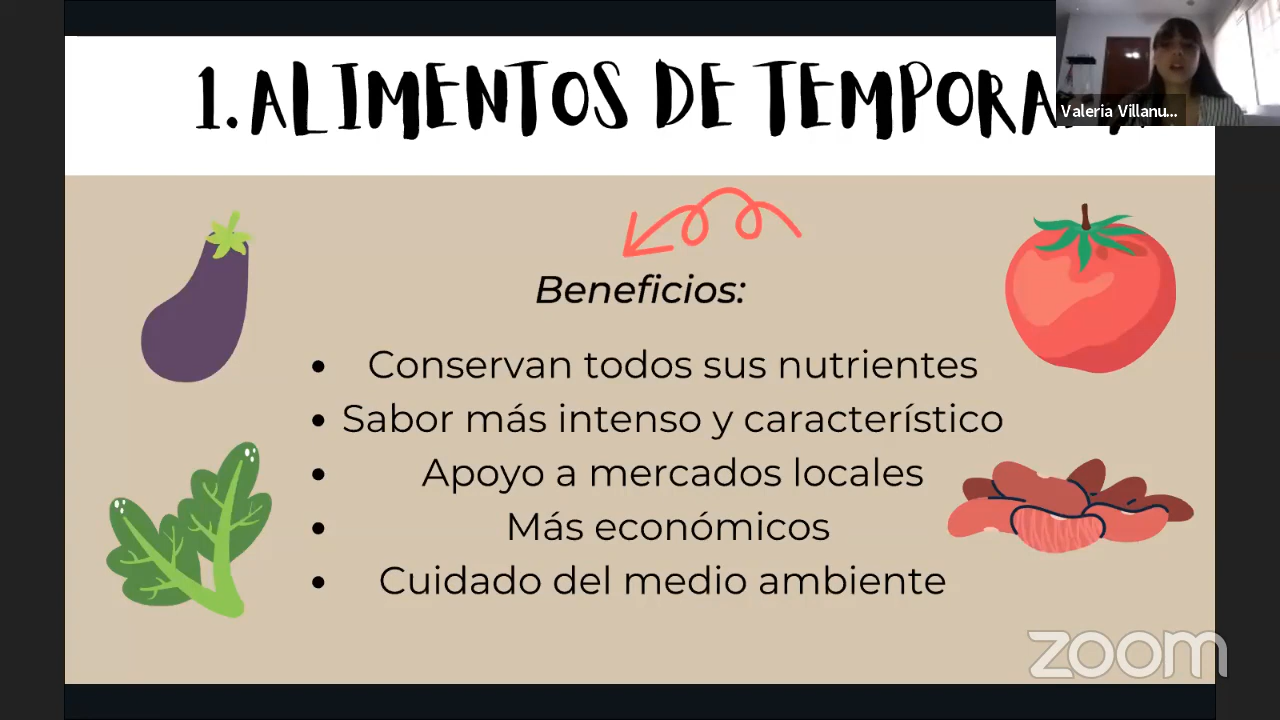 1. ALIMENTOS DE
Valeria Villanu...
Beneficios:
• Conservan todos sus nutrientes
• Sabor más intenso y característico
• Apoyo a mercados locales
• Más económicos
• Cuidado del medio ambiente
zoom